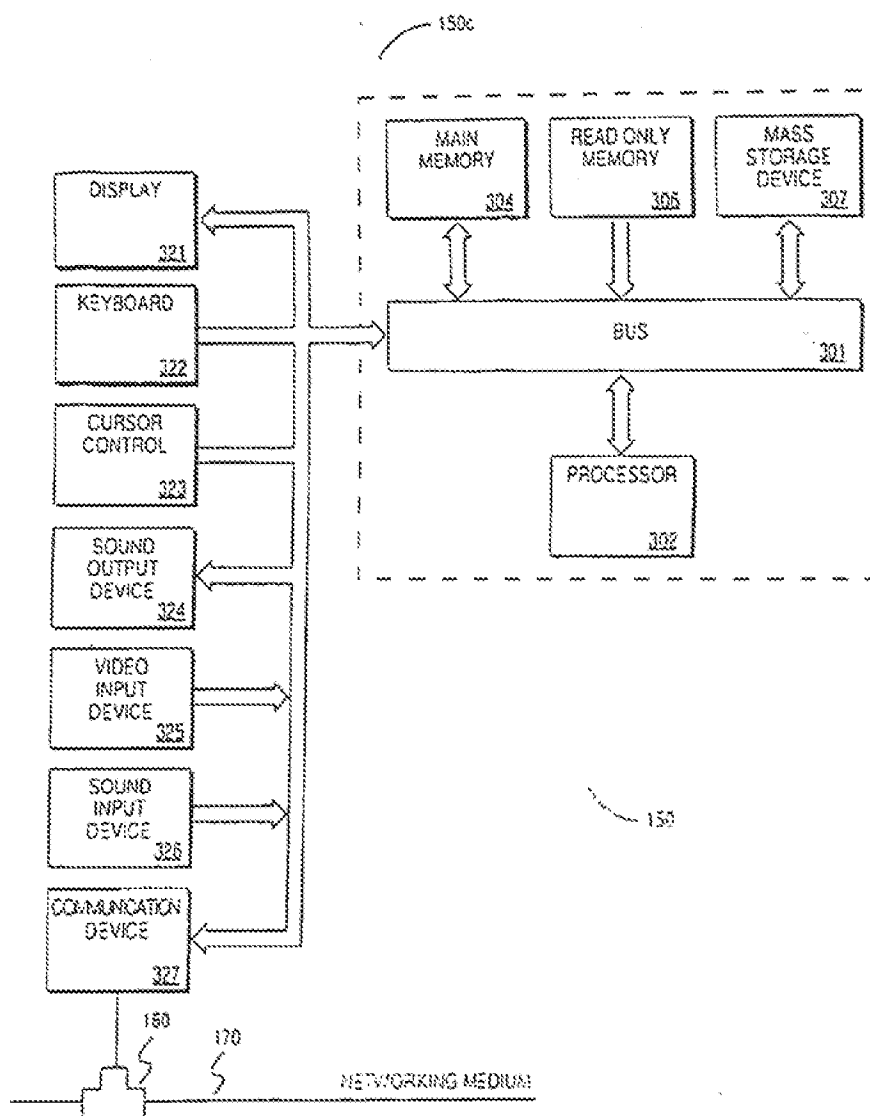 150c
MAIN
MEMORY
304
READ ONLY
MEMORY
306
MASS
STORAGE
DEVICE
307
DISPLAY
321
KEYBOARD
322
BUS
301
CURSOR
CONTROL
323
PROCESSOR
302
SOUND
OUTPUT
DEVICE
324
VIDEO
INPUT
DEVICE
325
SOUND
INPUT
DEVICE
326
150
COMMUNICATION
DEVICE
327
160
170
NETWORKING MEDIUM